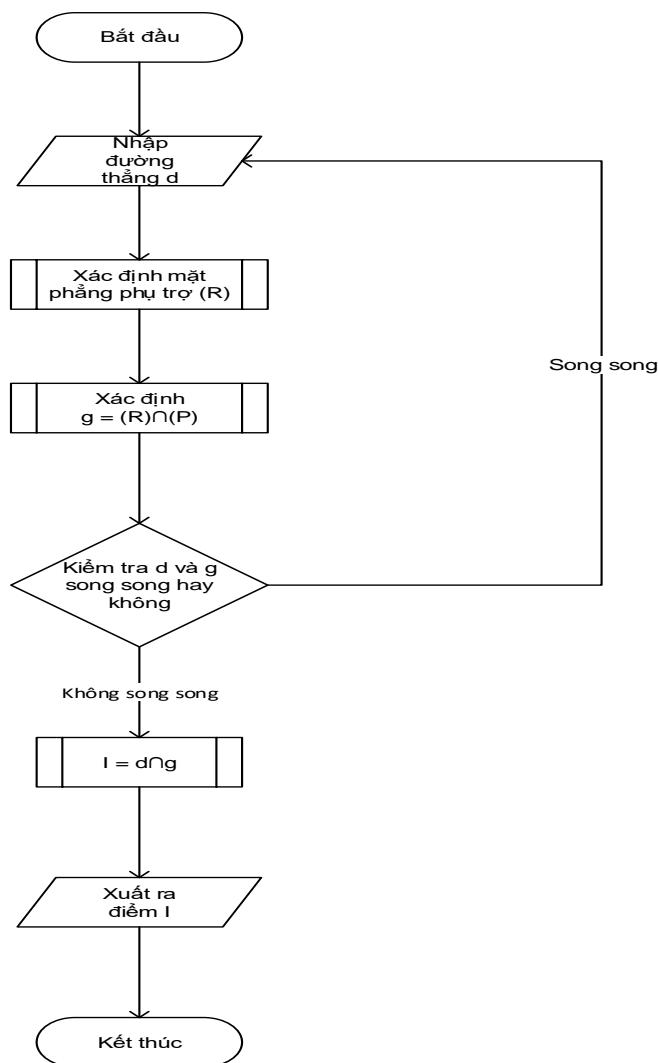 Bắt đầu
Nhập
đường
thẳng d
Xác định mặt
phẳng phụ trợ (R)
Xác định
g = (R)∩(P)
Song song
Kiểm tra d và g
song song hay
không
Không song song
I = d∩g
Xuất ra
điểm I
Kết thúc